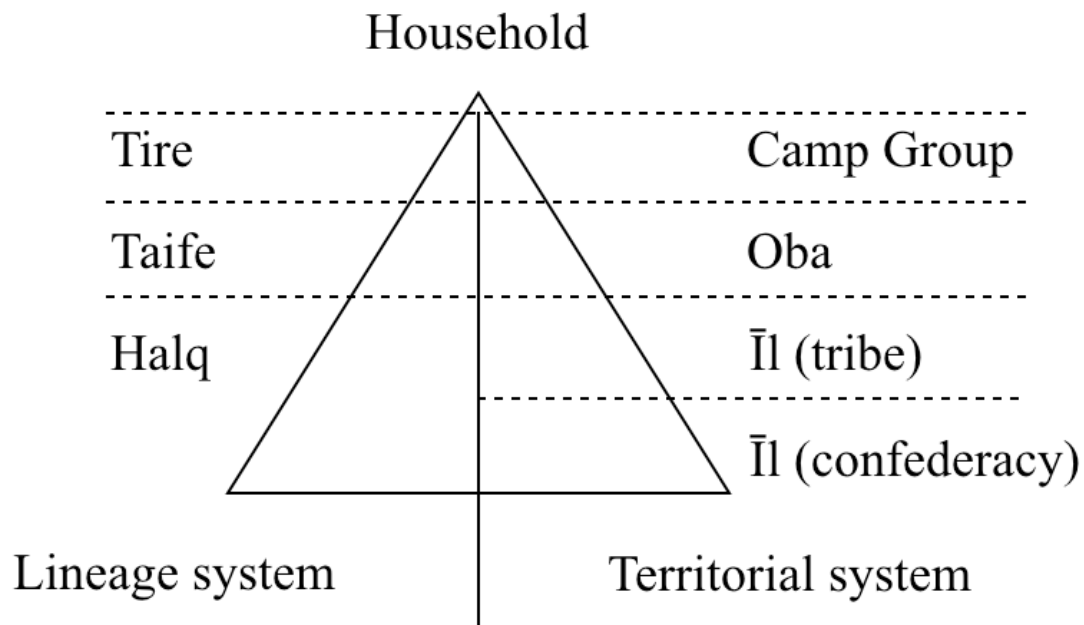 Household
Tire
Camp Group
Taife
Oba
Halq
Īl (tribe)
Īl (confederacy)
Lineage system
Territorial system